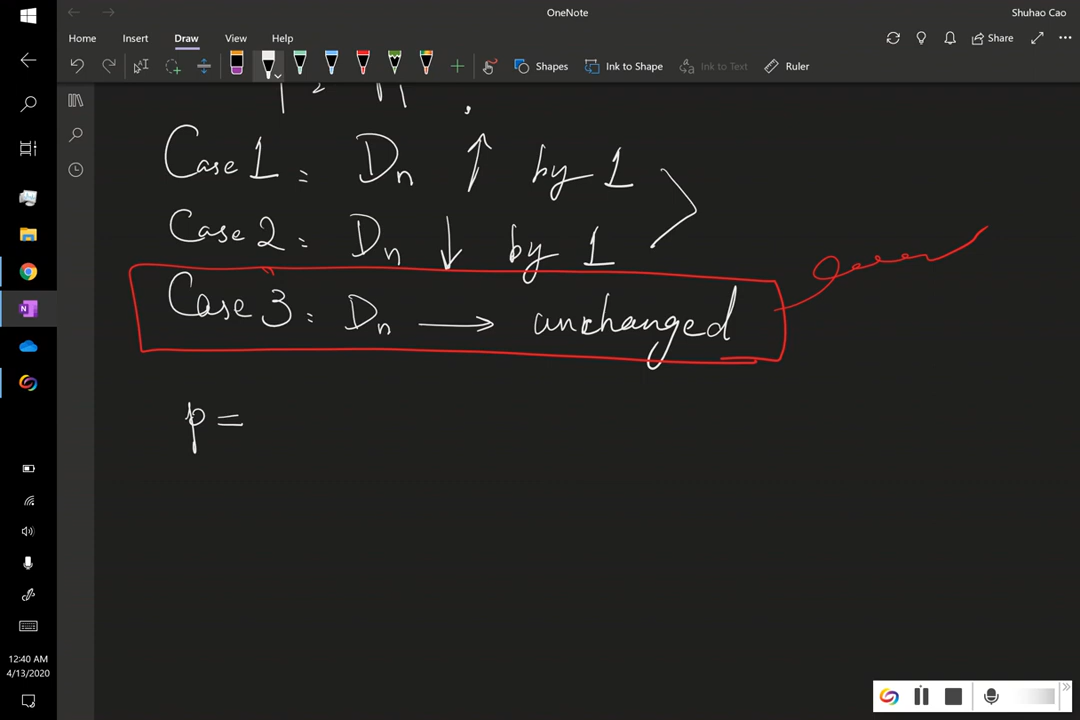 OneNote
Shuhao Cao
Home Insert Draw View Help
Share
Shapes Ink to Shape Ink to Text Ruler
Case 1: Dn ↑ by 1
Case 2: Dn ↓ by 1
Case 3: Dn → unchanged
p =
12:40 AM
4/13/2020